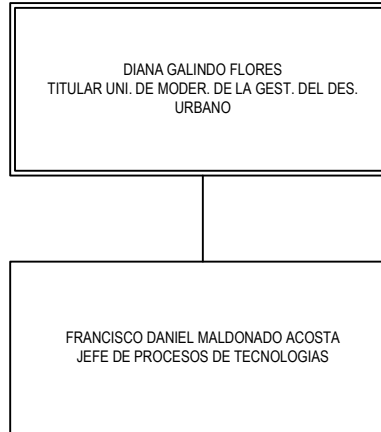 DIANA GALINDO FLORES
TITULAR UNI. DE MODER. DE LA GEST. DEL DES.
URBANO
FRANCISCO DANIEL MALDONADO ACOSTA
JEFE DE PROCESOS DE TECNOLOGIAS